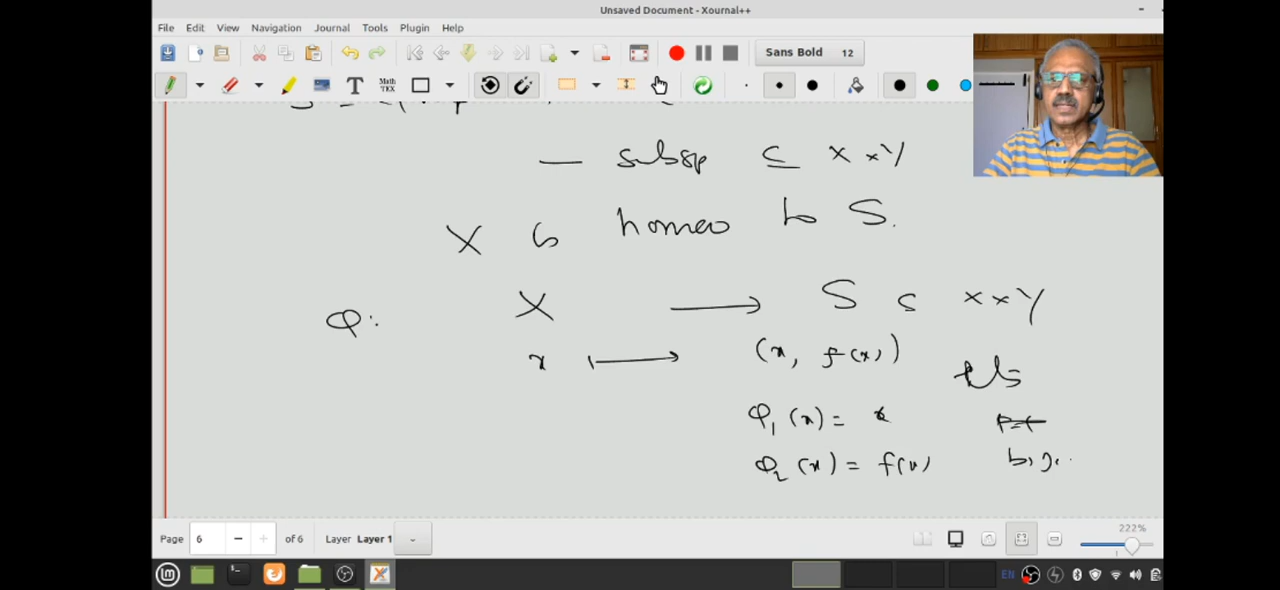 Unsaved Document - Xournal++
File Edit View Navigation Journal Tools Plugin Help
Sans Bold 12
— subsp ⊆ X × Y
X is homeo to S.
φ: X ⟶ S ⊆ X × Y
x ⟼ (x, f(x))
φ₁(x) = x
φ₂(x) = f(x)
bij.
Page 6 of 6 Layer Layer 1
222%
EN